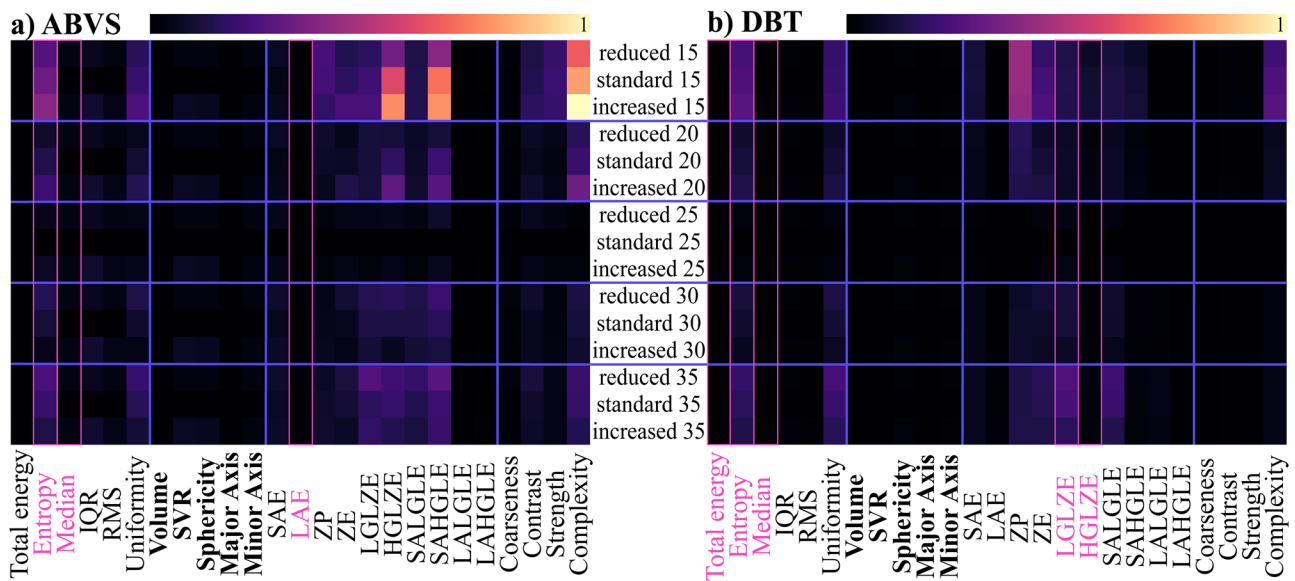 a) ABVS
1
b) DBT
1
reduced 15
standard 15
increased 15
reduced 20
standard 20
increased 20
reduced 25
standard 25
increased 25
reduced 30
standard 30
increased 30
reduced 35
standard 35
increased 35
Total energy
Entropy
Median
IQR
RMS
Uniformity
Volume
SVR
Sphericity
Major Axis
Minor Axis
SAE
LAE
ZP
ZE
LGLZE
HGLZE
SALGLE
SAHGLE
LALGLE
LAHGLE
Coarseness
Contrast
Strength
Complexity
Total energy
Entropy
Median
IQR
RMS
Uniformity
Volume
SVR
Sphericity
Major Axis
Minor Axis
SAE
LAE
ZP
ZE
LGLZE
HGLZE
SALGLE
SAHGLE
LALGLE
LAHGLE
Coarseness
Contrast
Strength
Complexity